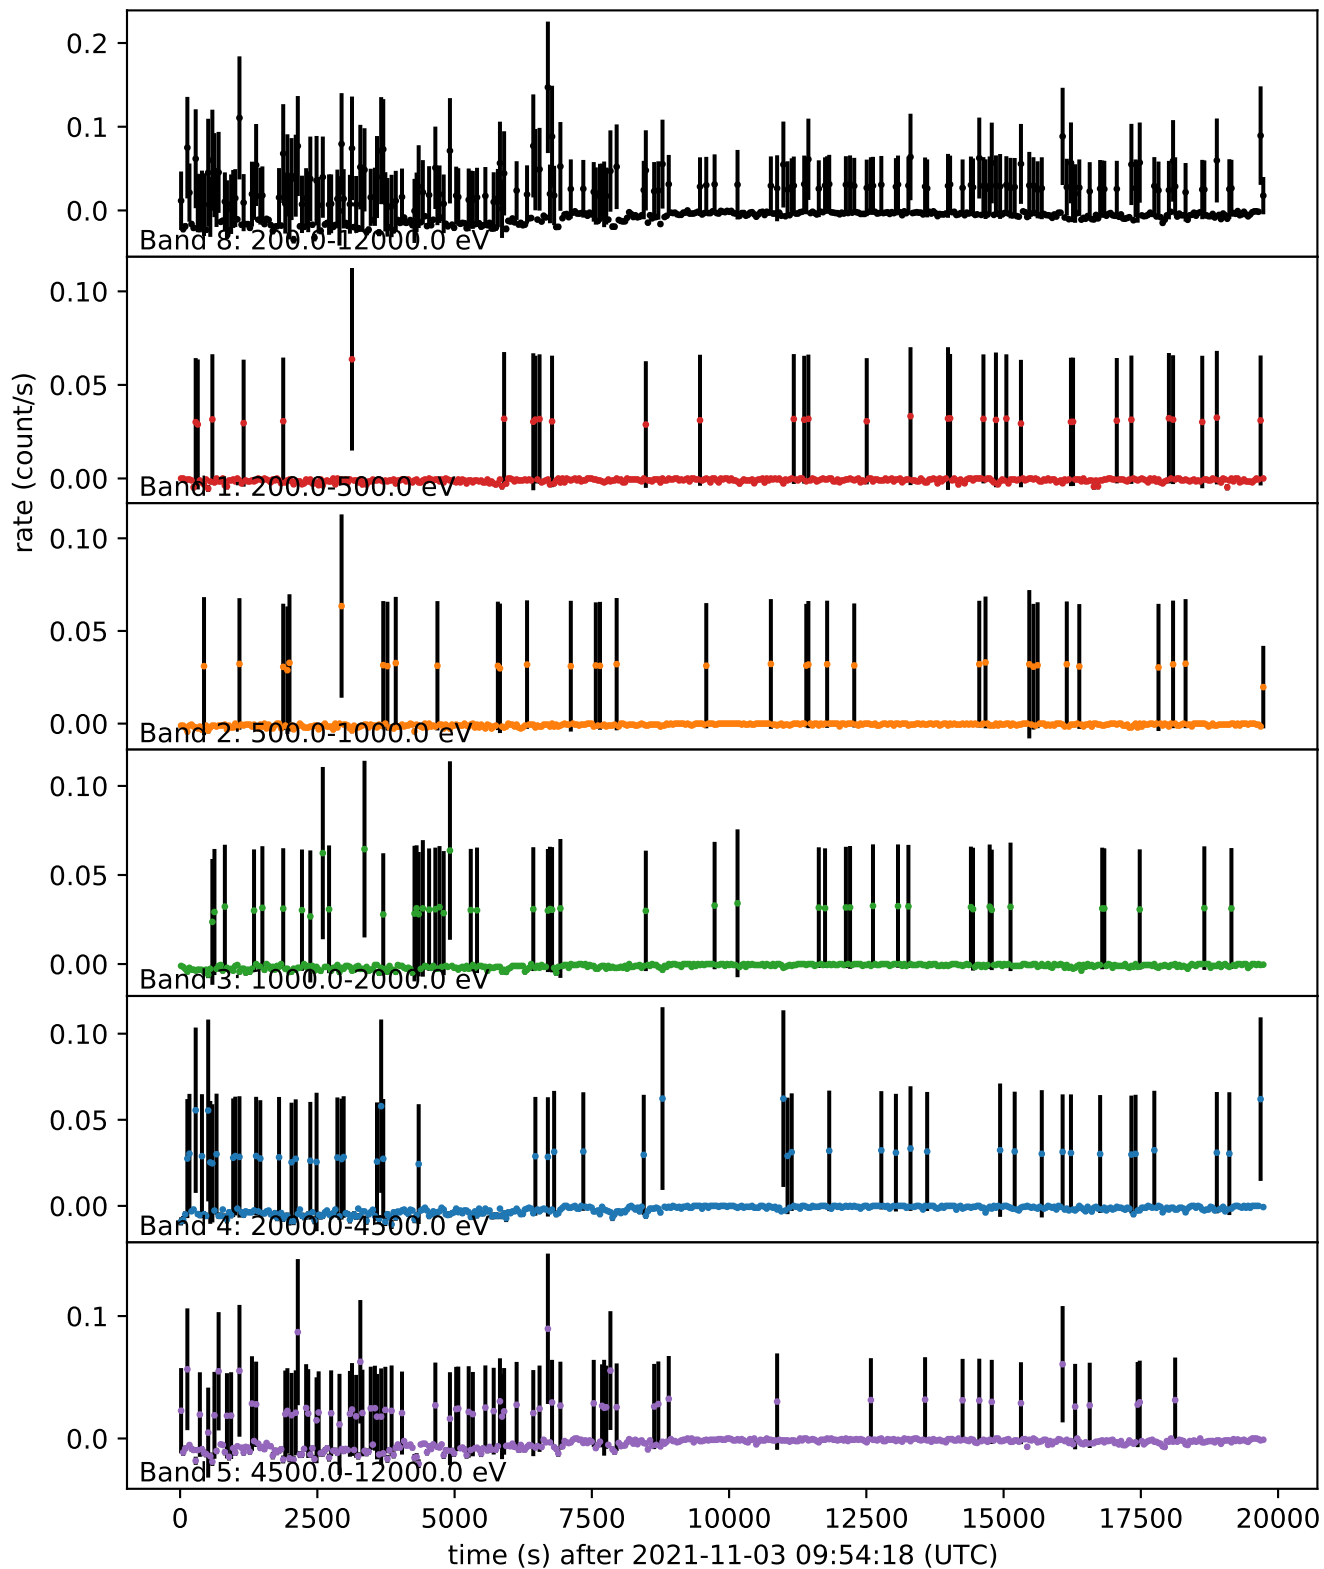 0.2
0.1
0.0
Band 8: 200.0-12000.0 eV
0.10
0.05
0.00
Band 1: 200.0-500.0 eV
rate (count/s)
0.10
0.05
0.00
Band 2: 500.0-1000.0 eV
0.10
0.05
0.00
Band 3: 1000.0-2000.0 eV
0.10
0.05
0.00
Band 4: 2000.0-4500.0 eV
0.1
0.0
Band 5: 4500.0-12000.0 eV
0 2500 5000 7500 10000 12500 15000 17500 20000
time (s) after 2021-11-03 09:54:18 (UTC)